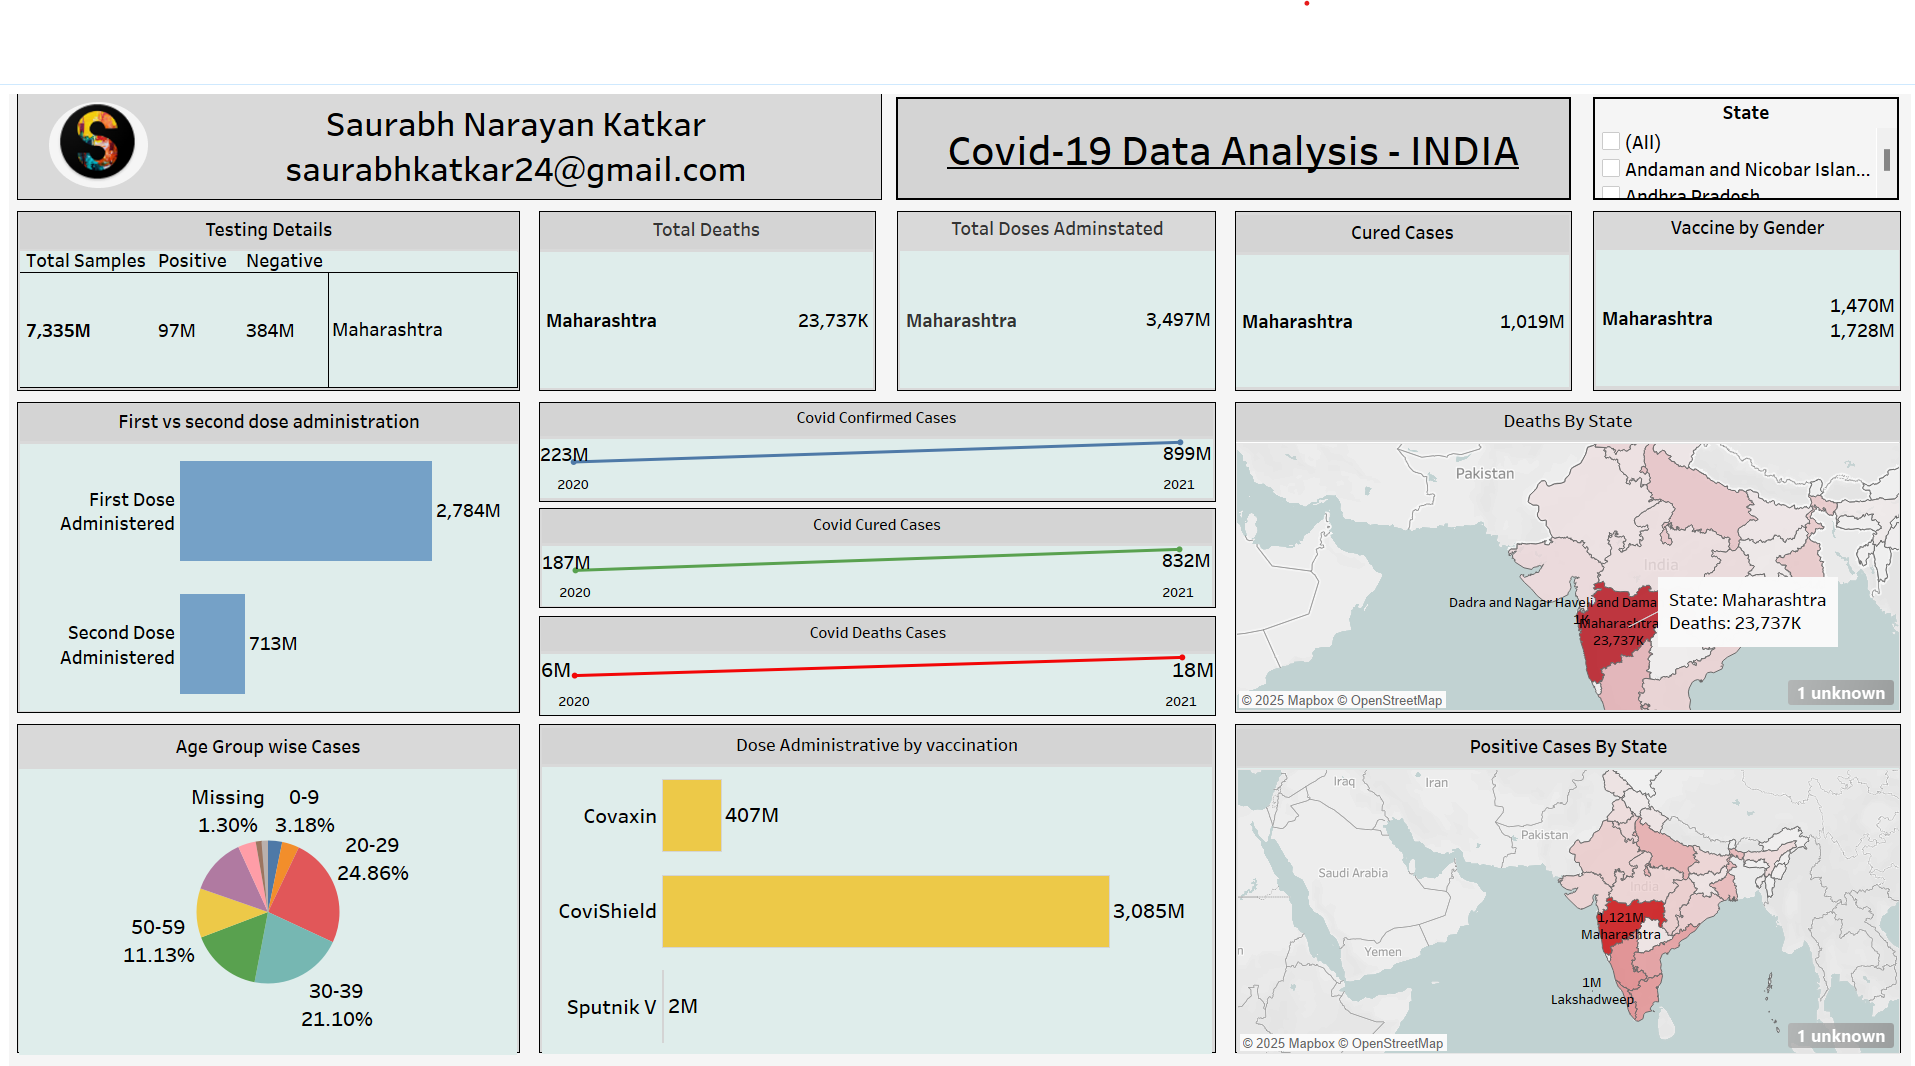 Saurabh Narayan Katkar
saurabhkatkar24@gmail.com
Covid-19 Data Analysis - INDIA
State
(All)
Andaman and Nicobar Islan...
Andhra Pradesh
Testing Details
Total Samples Positive Negative
7,335M 97M 384M Maharashtra
Total Deaths
Maharashtra 23,737K
Total Doses Adminstated
Maharashtra 3,497M
Cured Cases
Maharashtra 1,019M
Vaccine by Gender
Maharashtra
1,470M
1,728M
First vs second dose administration
First Dose
Administered
2,784M
Second Dose
Administered
713M
Covid Confirmed Cases
223M 899M
2020 2021
Covid Cured Cases
187M 832M
2020 2021
Covid Deaths Cases
6M 18M
2020 2021
Deaths By State
Pakistan
India
Dadra and Nagar Haveli and Dama
1K
Maharashtra
23,737K
State: Maharashtra
Deaths: 23,737K
1 unknown
© 2025 Mapbox © OpenStreetMap
Age Group wise Cases
Missing
1.30%
0-9
3.18%
20-29
24.86%
50-59
11.13%
30-39
21.10%
Dose Administrative by vaccination
Covaxin 407M
CoviShield 3,085M
Sputnik V 2M
Positive Cases By State
Iraq
Iran
Pakistan
Saudi Arabia
India
1,121M
Maharashtra
Yemen
1M
Lakshadweep
1 unknown
© 2025 Mapbox © OpenStreetMap